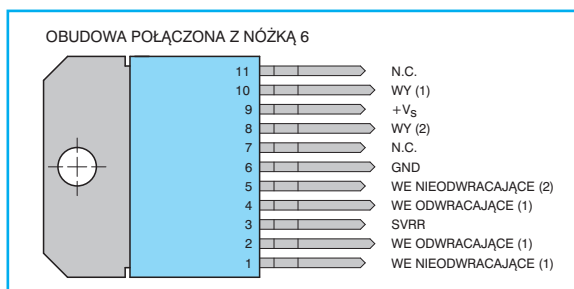 OBUDOWA POŁĄCZONA Z NÓŻKĄ 6
11 N.C.
10 WY (1)
9 +VS
8 WY (2)
7 N.C.
6 GND
5 WE NIEODWRACAJĄCE (2)
4 WE ODWRACAJĄCE (1)
3 SVRR
2 WE ODWRACAJĄCE (1)
1 WE NIEODWRACAJĄCE (1)